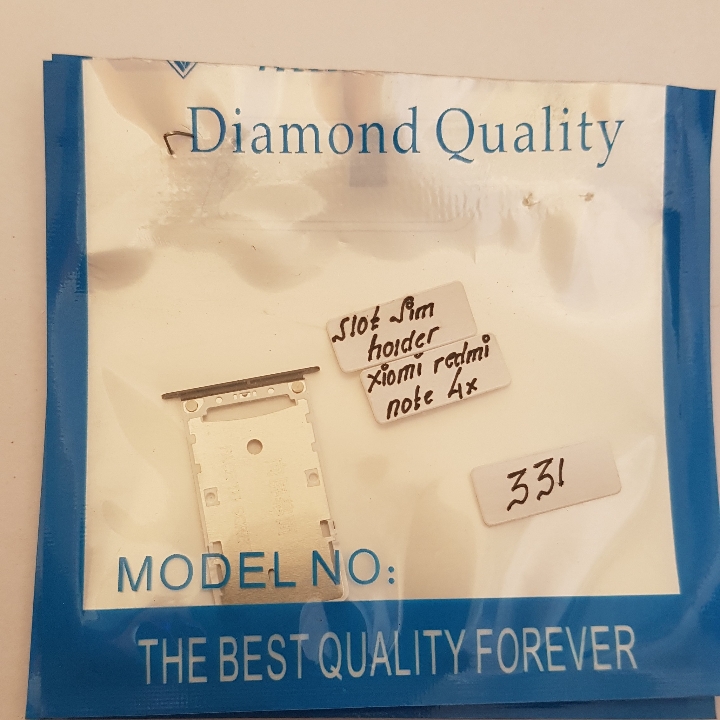 Diamond Quality
slot sim
holder
xiomi redmi
note 4x
331
MODEL NO:
THE BEST QUALITY FOREVER